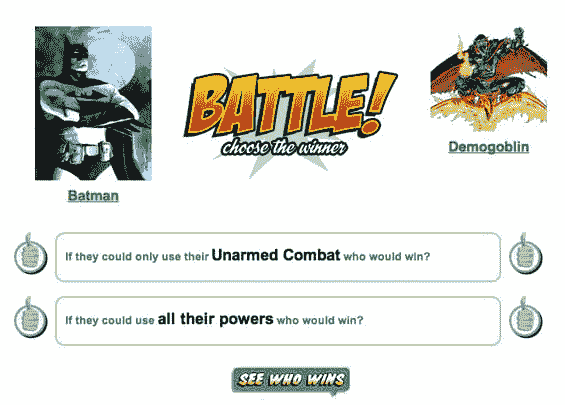 BATTLE!
choose the winner
Batman
Demogoblin
If they could only use their Unarmed Combat who would win?
If they could use all their powers who would win?
SEE WHO WINS